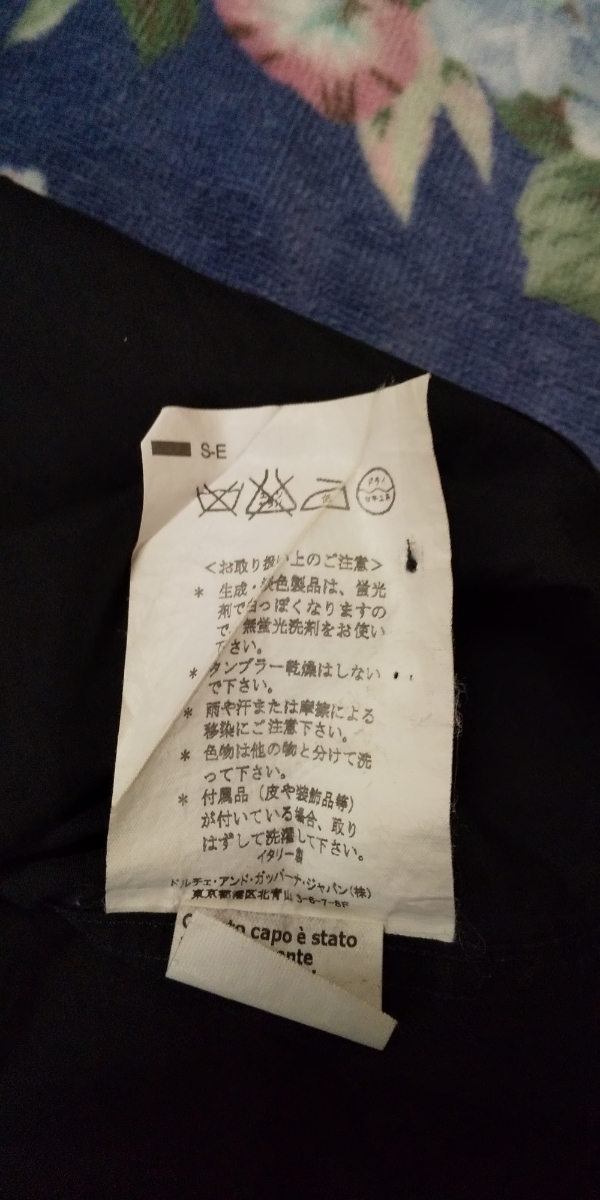 S-E
<お取り扱い上のご注意>
* 生成・淡色製品は、蛍光
剤で白っぽくなりますの
で、無蛍光洗剤をお使い
下さい。
* タンブラー乾燥はしない
で下さい。
* 雨や汗または摩擦による
移染にご注意下さい。
* 色物は他の物と分けて洗
って下さい。
* 付属品（皮や装飾品等）
が付いている場合、取り
はずして洗濯して下さい。
イタリー製
ドルチェ・アンド・ガッバーナ・ジャパン(株)
東京都港区北青山3-6-7-8F
capo è stato